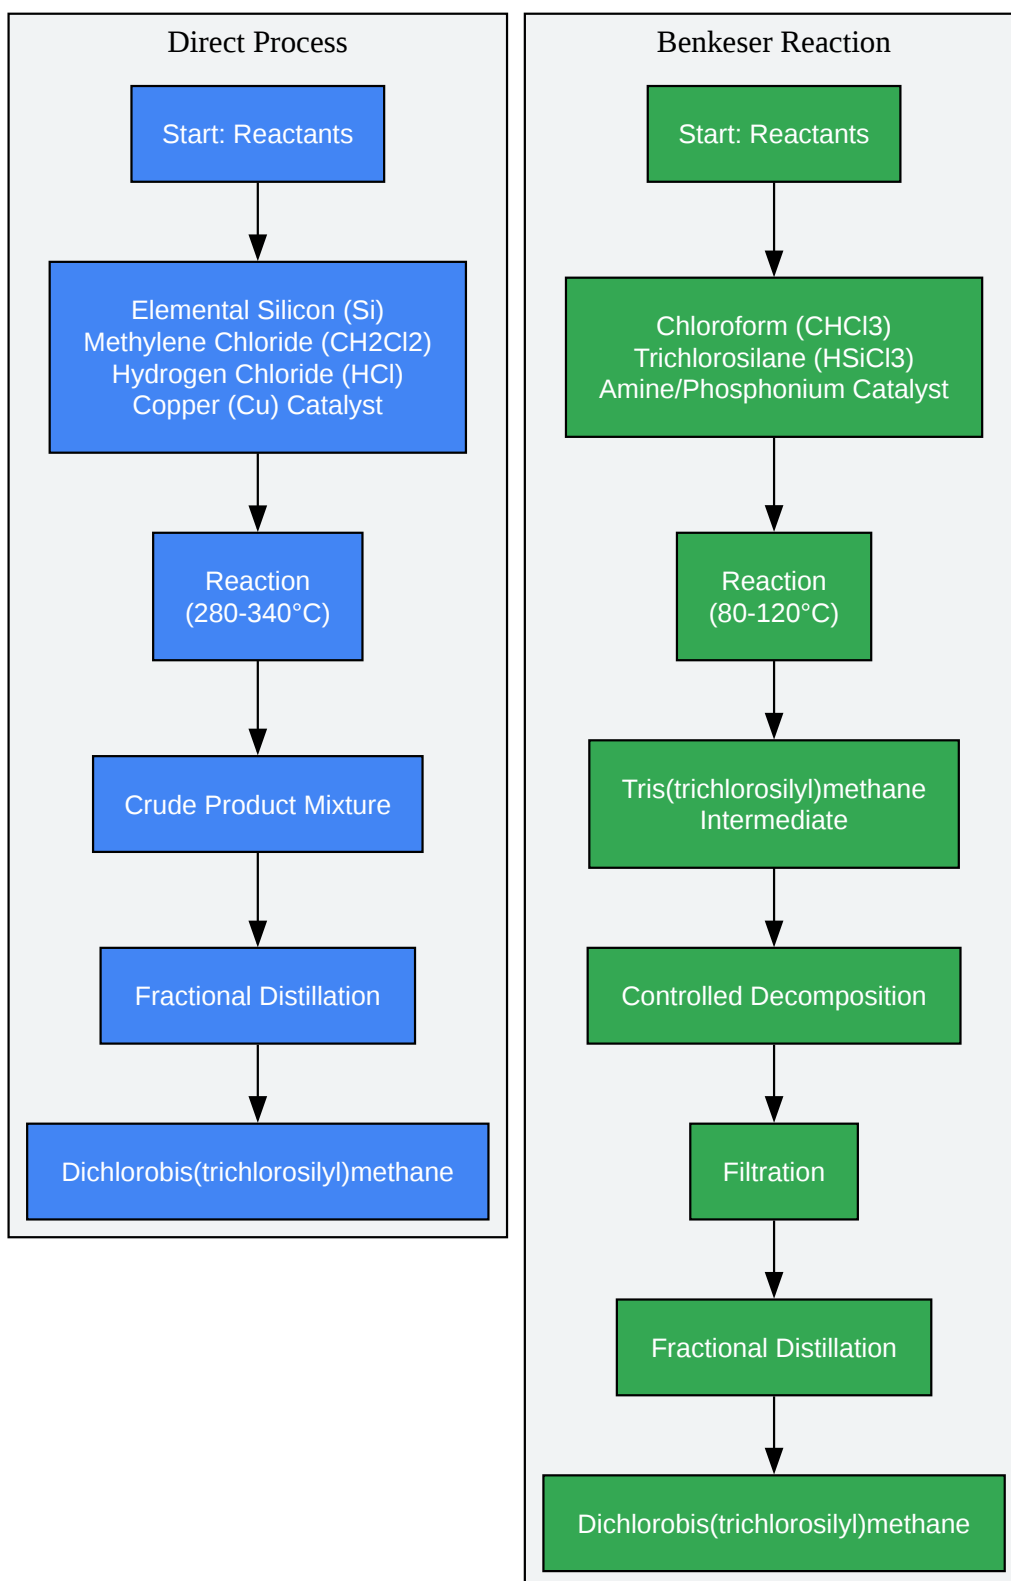 Direct Process
Start: Reactants
Elemental Silicon (Si)
Methylene Chloride (CH2Cl2)
Hydrogen Chloride (HCl)
Copper (Cu) Catalyst
Reaction
(280-340°C)
Crude Product Mixture
Fractional Distillation
Dichlorobis(trichlorosilyl)methane
Benkeser Reaction
Start: Reactants
Chloroform (CHCl3)
Trichlorosilane (HSiCl3)
Amine/Phosphonium Catalyst
Reaction
(80-120°C)
Tris(trichlorosilyl)methane
Intermediate
Controlled Decomposition
Filtration
Fractional Distillation
Dichlorobis(trichlorosilyl)methane